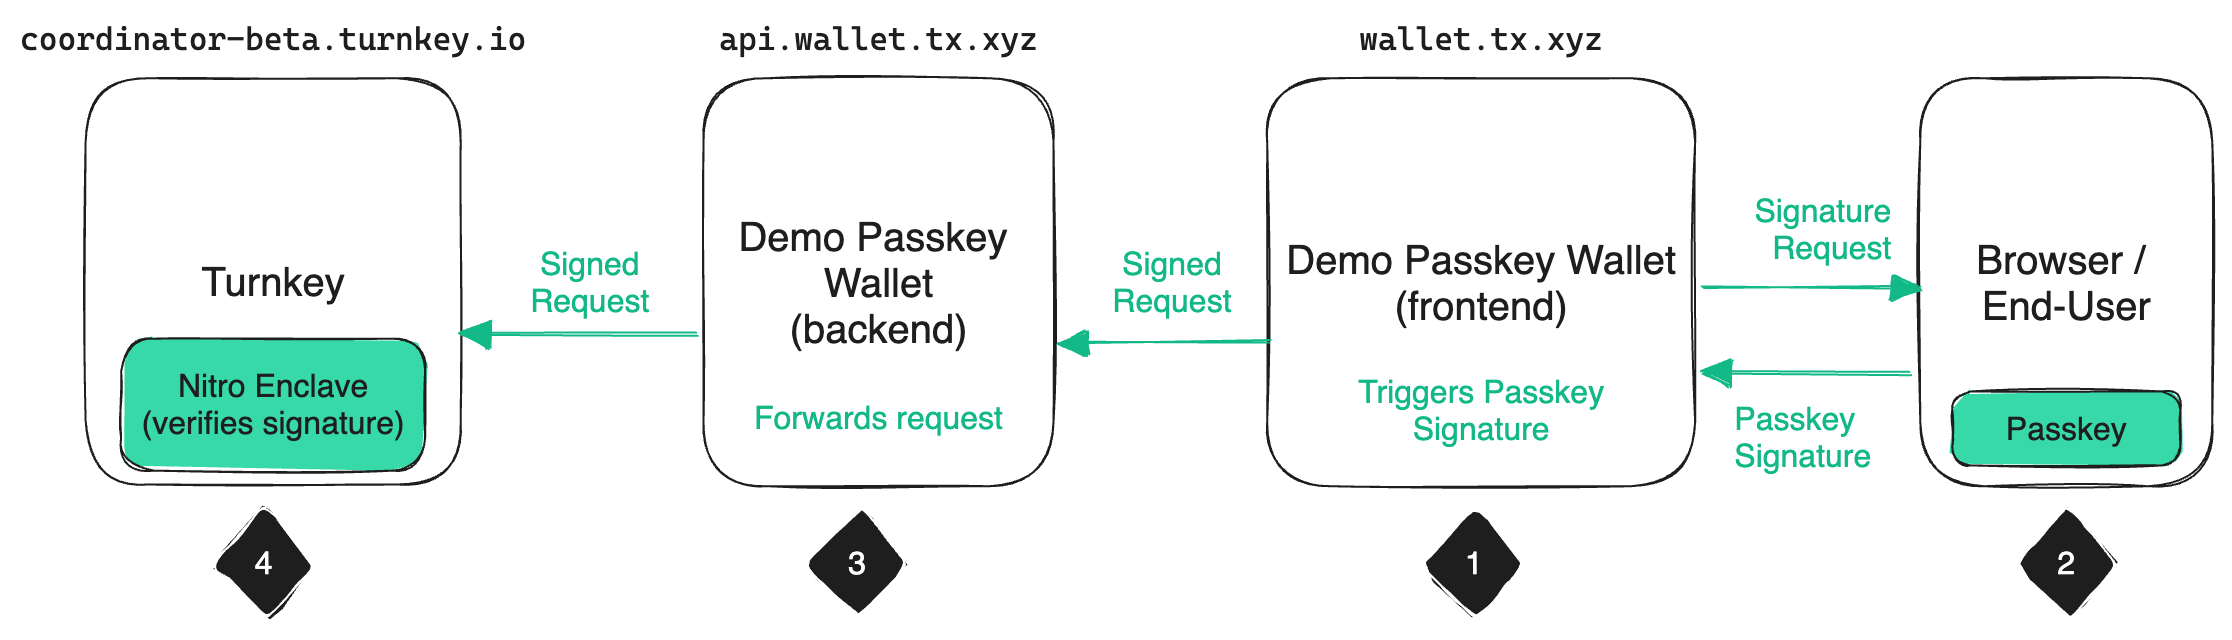 coordinator-beta.turnkey.io
api.wallet.tx.xyz
wallet.tx.xyz
Turnkey
Nitro Enclave
(verifies signature)
Signed
Request
Demo Passkey
Wallet
(backend)
Forwards request
Signed
Request
Demo Passkey Wallet
(frontend)
Triggers Passkey
Signature
Signature
Request
Passkey
Signature
Browser /
End-User
Passkey
4
3
1
2